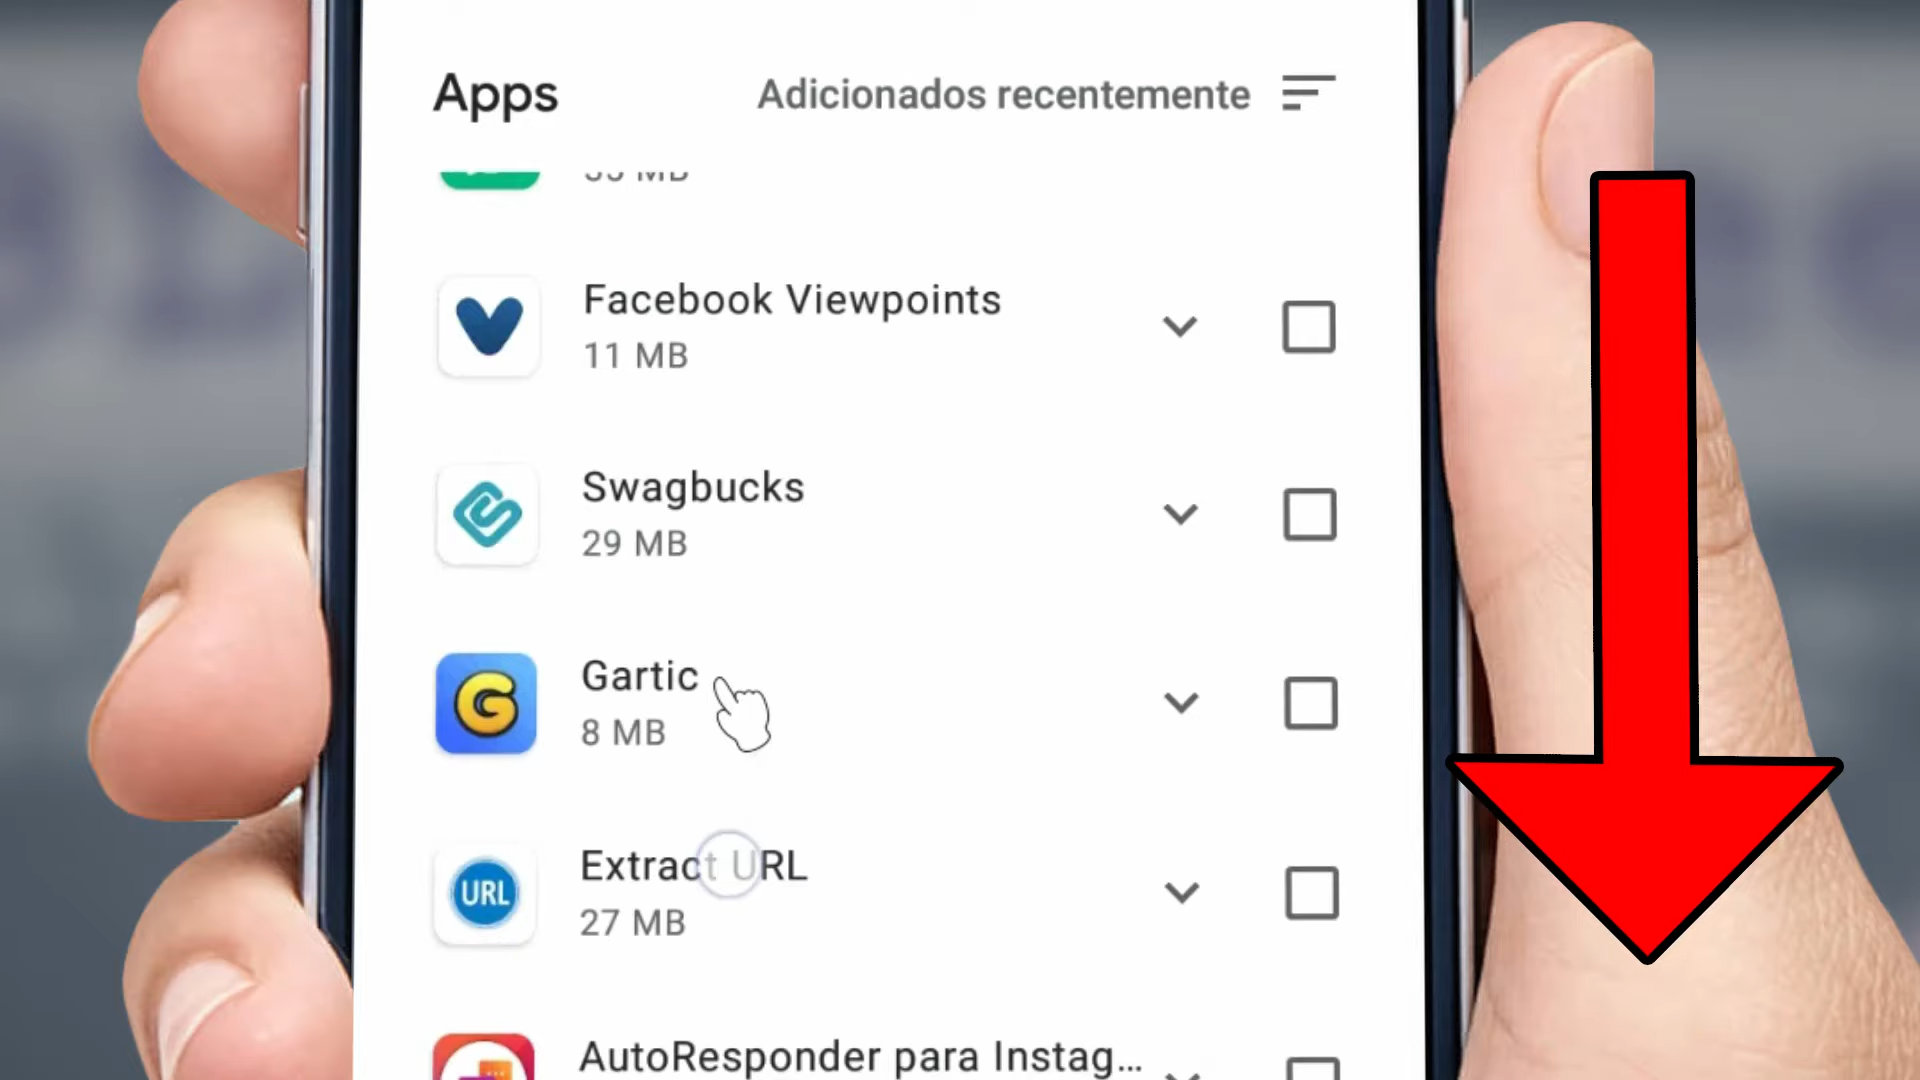 Apps
Adicionados recentemente
Facebook Viewpoints
11 MB
Swagbucks
29 MB
Gartic
8 MB
G
Extract URL
URL
27 MB
AutoResponder para Instag...